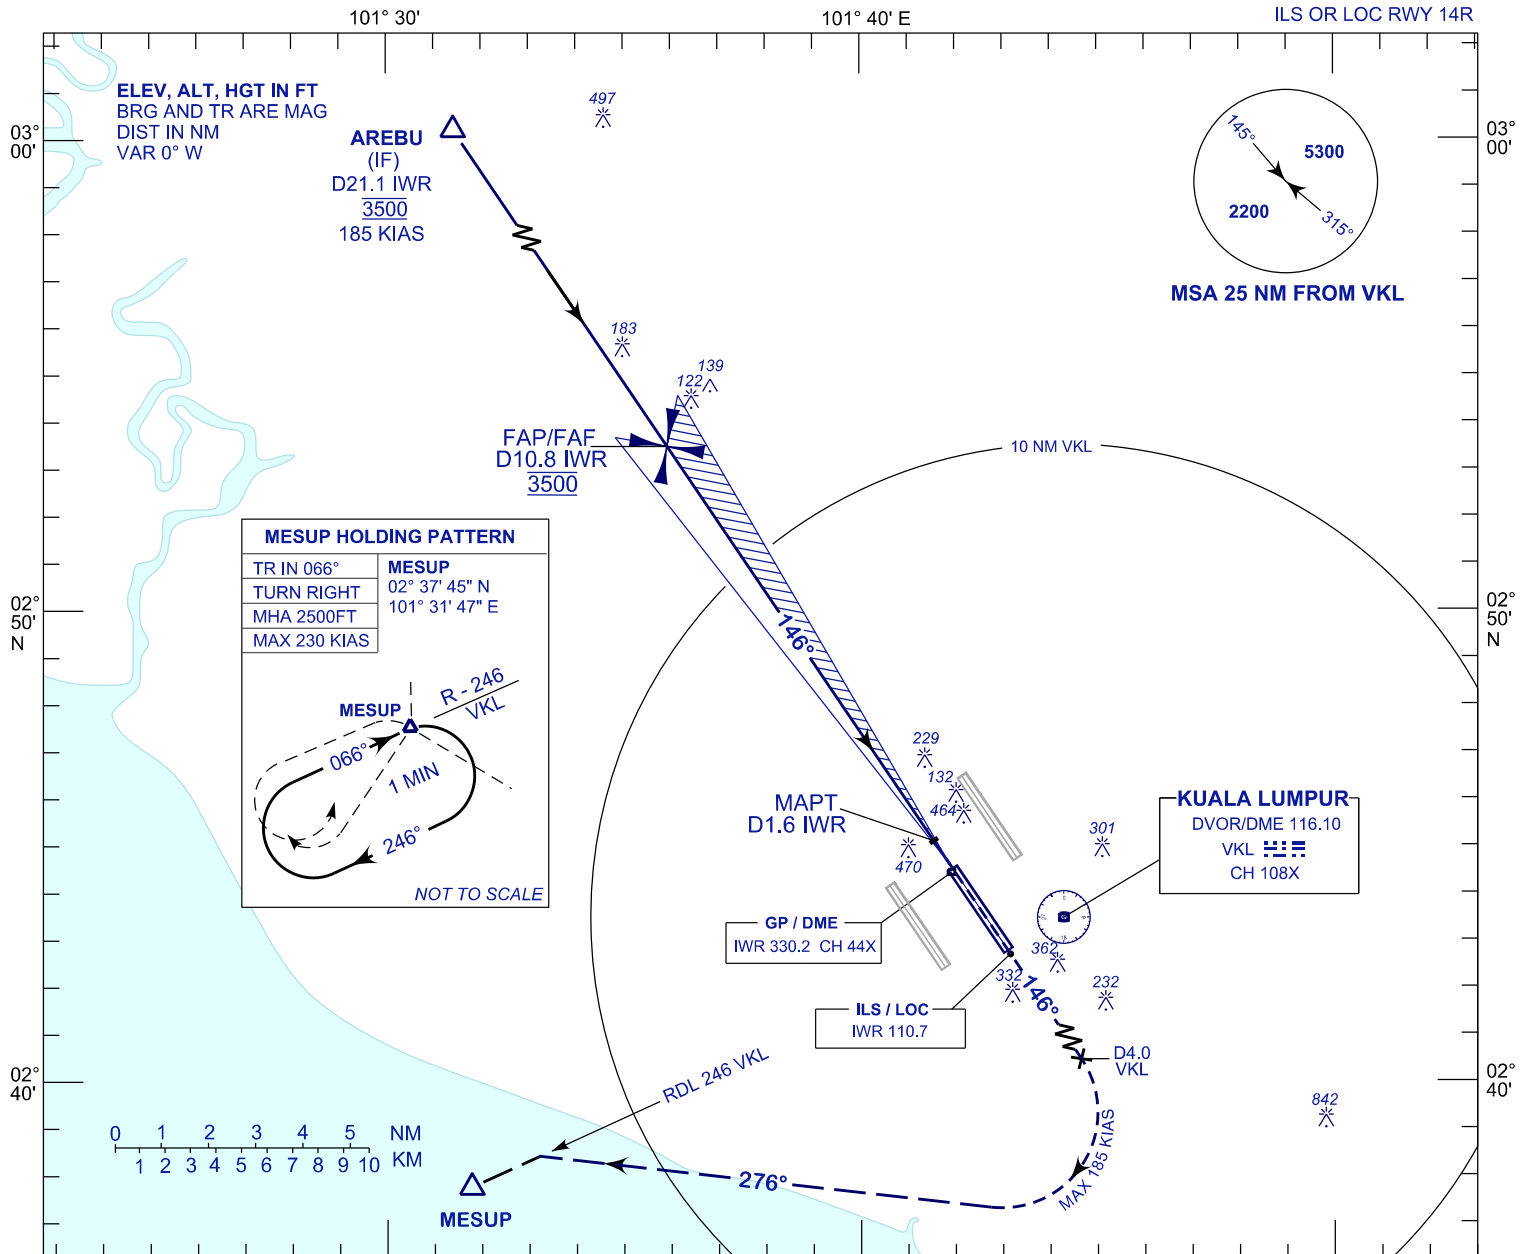 101° 30'
101° 40' E
ILS OR LOC RWY 14R
ELEV, ALT, HGT IN FT
BRG AND TR ARE MAG
DIST IN NM
VAR 0° W
03°
00'
03°
00'
497
AREBU
(IF)
D21.1 IWR
3500
185 KIAS
145°
5300
2200
315°
MSA 25 NM FROM VKL
183
139
122
FAP/FAF
D10.8 IWR
3500
10 NM VKL
MESUP HOLDING PATTERN
TR IN 066°
TURN RIGHT
MHA 2500FT
MAX 230 KIAS
MESUP
02° 37' 45" N
101° 31' 47" E
R - 246
VKL
MESUP
066°
1 MIN
246°
NOT TO SCALE
02°
50'
N
02°
50'
N
146°
229
132
464
470
MAPT
D1.6 IWR
301
KUALA LUMPUR
DVOR/DME 116.10
VKL
CH 108X
GP / DME
IWR 330.2 CH 44X
362
332
232
146°
ILS / LOC
IWR 110.7
D4.0
VKL
RDL 246 VKL
MAX 185 KIAS
842
02°
40'
02°
40'
0 1 2 3 4 5 NM
1 2 3 4 5 6 7 8 9 10 KM
276°
MESUP